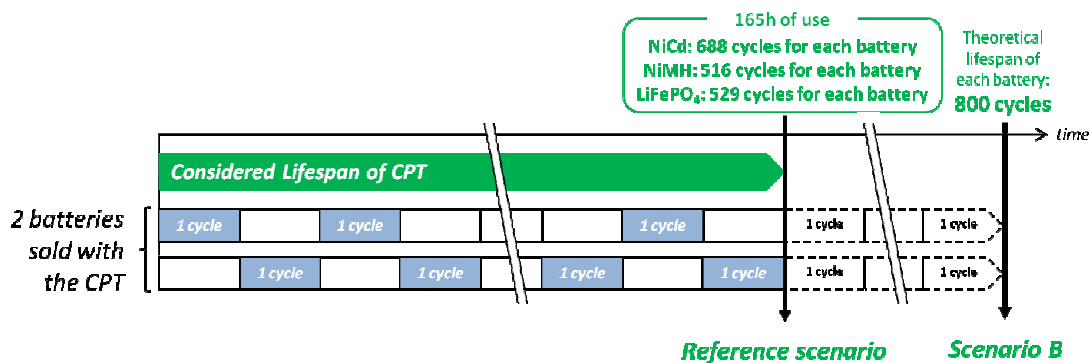 165h of use
NiCd: 688 cycles for each battery
NiMH: 516 cycles for each battery
LiFePO₄: 529 cycles for each battery
Theoretical
lifespan of
each battery:
800 cycles
time
Considered Lifespan of CPT
2 batteries
sold with
the CPT
1 cycle
1 cycle
1 cycle
1 cycle
1 cycle
1 cycle
1 cycle
1 cycle
1 cycle
1 cycle
1 cycle
Reference scenario
Scenario B